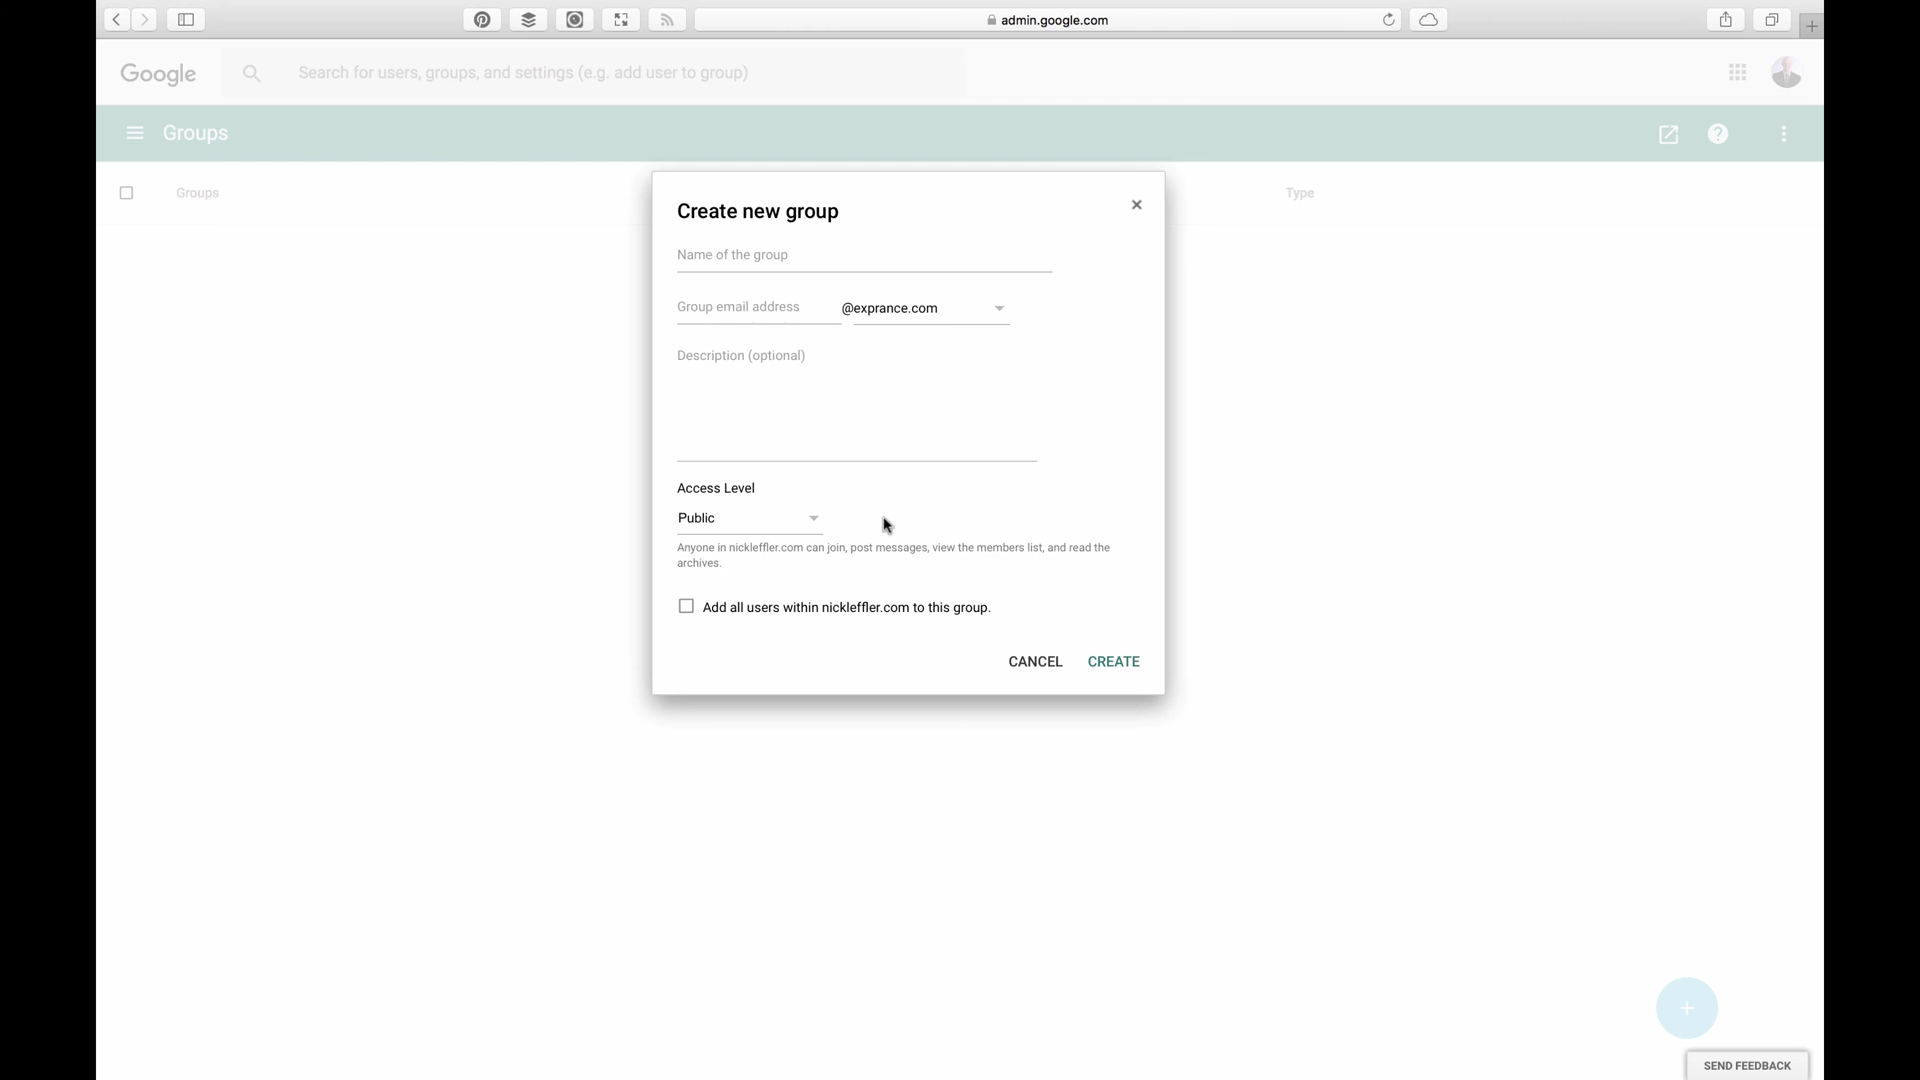 admin.google.com
Google
Search for users, groups, and settings (e.g. add user to group)
Groups
Groups
Type
Create new group
×
Name of the group
Group email address @exprance.com
Description (optional)
Access Level
Public
Anyone in nickleffler.com can join, post messages, view the members list, and read the
archives.
Add all users within nickleffler.com to this group.
CANCEL CREATE
+
SEND FEEDBACK